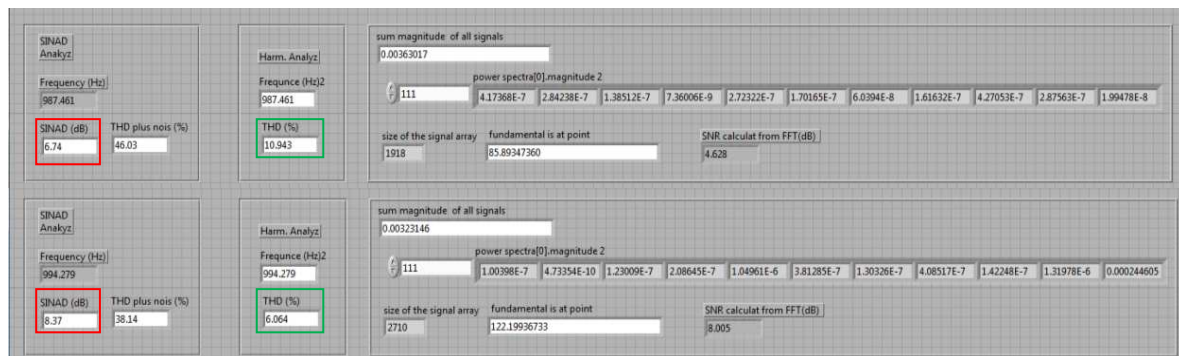 SINAD
Anakyz
Frequency (Hz)
987.461
SINAD (dB) THD plus nois (%)
6.74 46.03
Harm. Analyz
Frequnce (Hz)2
987.461
THD (%)
10.943
sum magnitude of all signals
0.00363017
power spectra[0].magnitude 2
111 4.17368E-7 2.84238E-7 1.38512E-7 7.36006E-9 2.72322E-7 1.70165E-7 6.0394E-8 1.61632E-7 4.27053E-7 2.87563E-7 1.99478E-8
size of the signal array fundamental is at point SNR calculat from FFT(dB)
1918 85.89347360 4.628
SINAD
Anakyz
Frequency (Hz)
994.279
SINAD (dB) THD plus nois (%)
8.37 38.14
Harm. Analyz
Frequnce (Hz)2
994.279
THD (%)
6.064
sum magnitude of all signals
0.00323146
power spectra[0].magnitude 2
111 1.00398E-7 4.73354E-10 1.23009E-7 2.08645E-7 1.04961E-6 3.81285E-7 1.30326E-7 4.08517E-7 1.42248E-7 1.31978E-6 0.000244605
size of the signal array fundamental is at point SNR calculat from FFT(dB)
2710 122.19936733 8.005